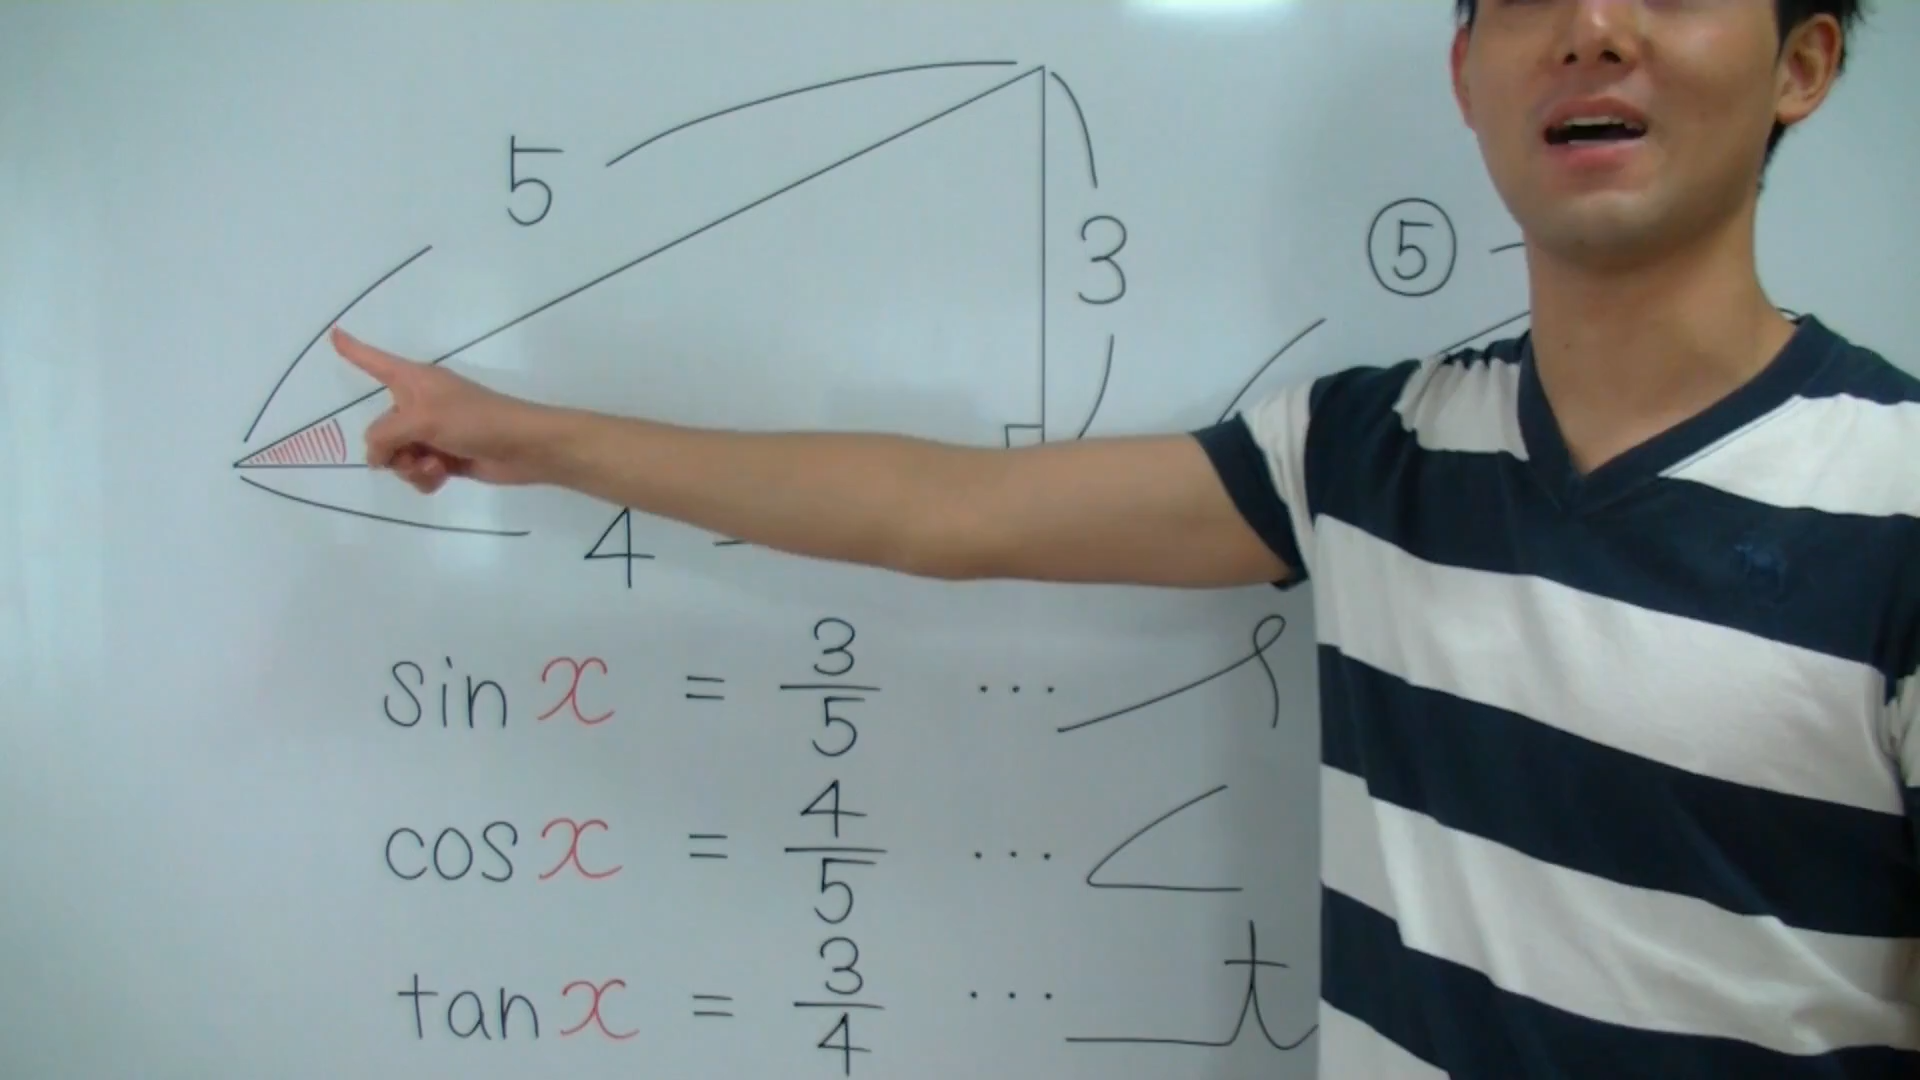 5
3
⑤
4
sin x = 3/5 ...
cos x = 4/5 ...
tan x = 3/4 ... t